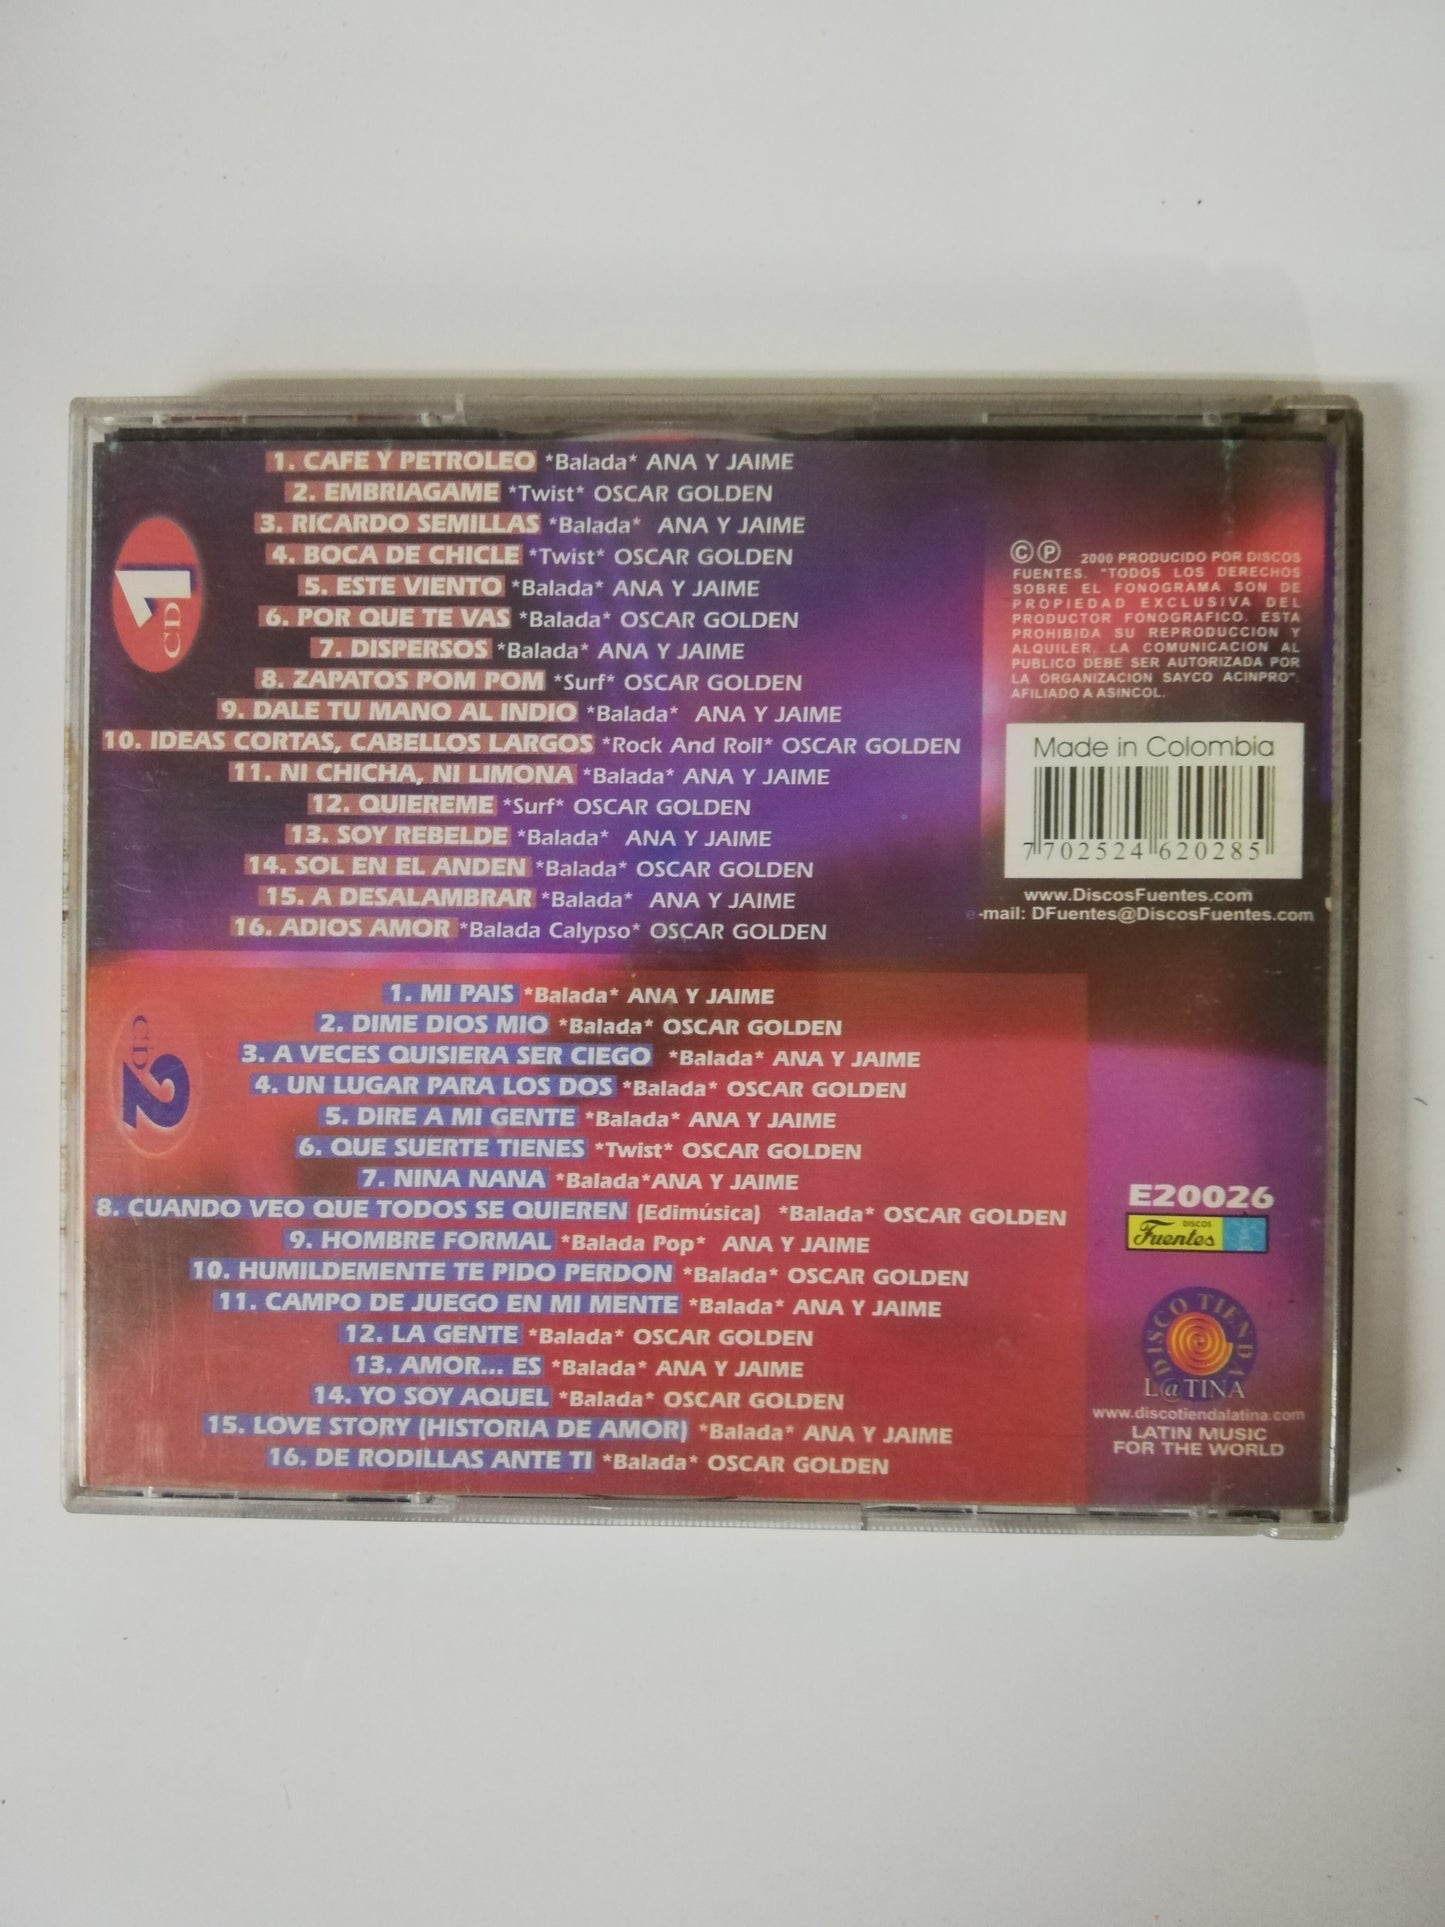 1. CAFE Y PETROLEO *Balada* ANA Y JAIME
2. EMBRIAGAME *Twist* OSCAR GOLDEN
3. RICARDO SEMILLAS *Balada* ANA Y JAIME
4. BOCA DE CHICLE *Twist* OSCAR GOLDEN
5. ESTE VIENTO *Balada* ANA Y JAIME
6. POR QUE TE VAS *Balada* OSCAR GOLDEN
7. DISPERSOS *Balada* ANA Y JAIME
8. ZAPATOS POM POM *Surf* OSCAR GOLDEN
9. DALE TU MANO AL INDIO *Balada* ANA Y JAIME
10. IDEAS CORTAS, CABELLOS LARGOS *Rock And Roll* OSCAR GOLDEN
11. NI CHICHA, NI LIMONA *Balada* ANA Y JAIME
12. QUIEREME *Surf* OSCAR GOLDEN
13. SOY REBELDE *Balada* ANA Y JAIME
14. SOL EN EL ANDEN *Balada* OSCAR GOLDEN
15. A DESALAMBRAR *Balada* ANA Y JAIME
16. ADIOS AMOR *Balada Calypso* OSCAR GOLDEN
CD 1
1. MI PAIS *Balada* ANA Y JAIME
2. DIME DIOS MIO *Balada* OSCAR GOLDEN
3. A VECES QUISIERA SER CIEGO *Balada* ANA Y JAIME
4. UN LUGAR PARA LOS DOS *Balada* OSCAR GOLDEN
5. DIRE A MI GENTE *Balada* ANA Y JAIME
6. QUE SUERTE TIENES *Twist* OSCAR GOLDEN
7. NINA NANA *Balada*ANA Y JAIME
8. CUANDO VEO QUE TODOS SE QUIEREN (Edimúsica) *Balada* OSCAR GOLDEN
9. HOMBRE FORMAL *Balada Pop* ANA Y JAIME
10. HUMILDEMENTE TE PIDO PERDON *Balada* OSCAR GOLDEN
11. CAMPO DE JUEGO EN MI MENTE *Balada* ANA Y JAIME
12. LA GENTE *Balada* OSCAR GOLDEN
13. AMOR... ES *Balada* ANA Y JAIME
14. YO SOY AQUEL *Balada* OSCAR GOLDEN
15. LOVE STORY (HISTORIA DE AMOR) *Balada* ANA Y JAIME
16. DE RODILLAS ANTE TI *Balada* OSCAR GOLDEN
CD 2
©℗ 2000 PRODUCIDO POR DISCOS
FUENTES. "TODOS LOS DERECHOS
SOBRE EL FONOGRAMA SON DE
PROPIEDAD EXCLUSIVA DEL
PRODUCTOR FONOGRAFICO. ESTA
PROHIBIDA SU REPRODUCCION Y
ALQUILER. LA COMUNICACION AL
PUBLICO DEBE SER AUTORIZADA POR
LA ORGANIZACION SAYCO ACINPRO".
AFILIADO A ASINCOL.
Made in Colombia
7 702524 620285
www.DiscosFuentes.com
e-mail: DFuentes@DiscosFuentes.com
E20026
DISCOS
Fuentes
DISCO TIENDA
L@TINA
www.discotiendalatina.com
LATIN MUSIC
FOR THE WORLD